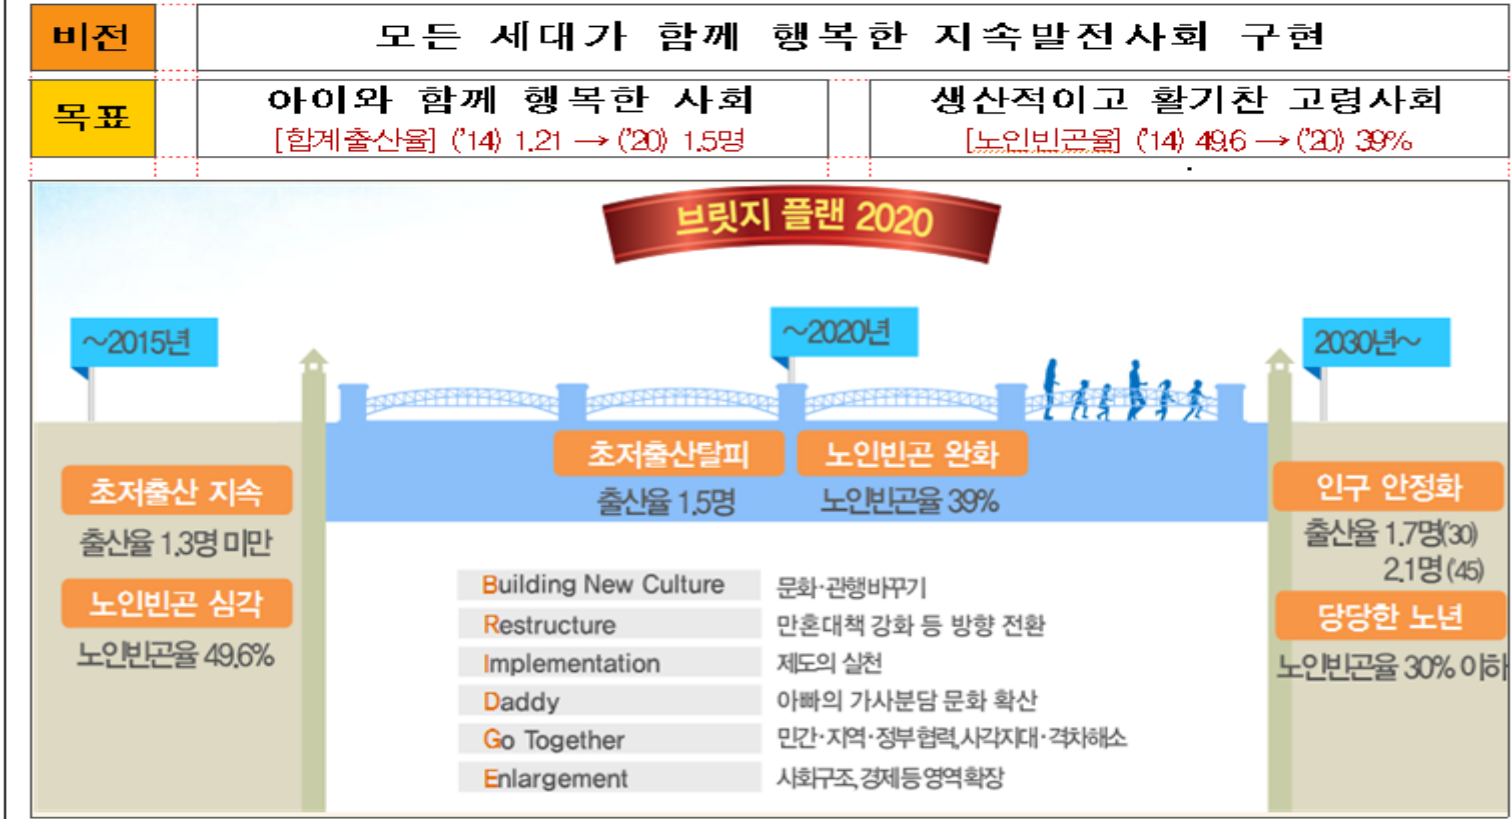 비전
모든 세대가 함께 행복한 지속발전사회 구현
목표
아이와 함께 행복한 사회
[합계출산율] ('14) 1.21 → ('20) 1.5명
생산적이고 활기찬 고령사회
[노인빈곤율] ('14) 49.6 → ('20) 39%
브릿지 플랜 2020
～2015년
～2020년
2030년～
초저출산 지속
출산율 1.3명 미만
노인빈곤 심각
노인빈곤율 49.6%
초저출산탈피
출산율 1.5명
노인빈곤 완화
노인빈곤율 39%
인구 안정화
출산율 1.7명('30)
2.1명('45)
당당한 노년
노인빈곤율 30% 이하
Building New Culture 문화·관행바꾸기
Restructure 만혼대책 강화 등 방향 전환
Implementation 제도의 실천
Daddy 아빠의 가사분담 문화 확산
Go Together 민간·지역·정부협력,사각지대·격차해소
Enlargement 사회구조,경제등영역확장